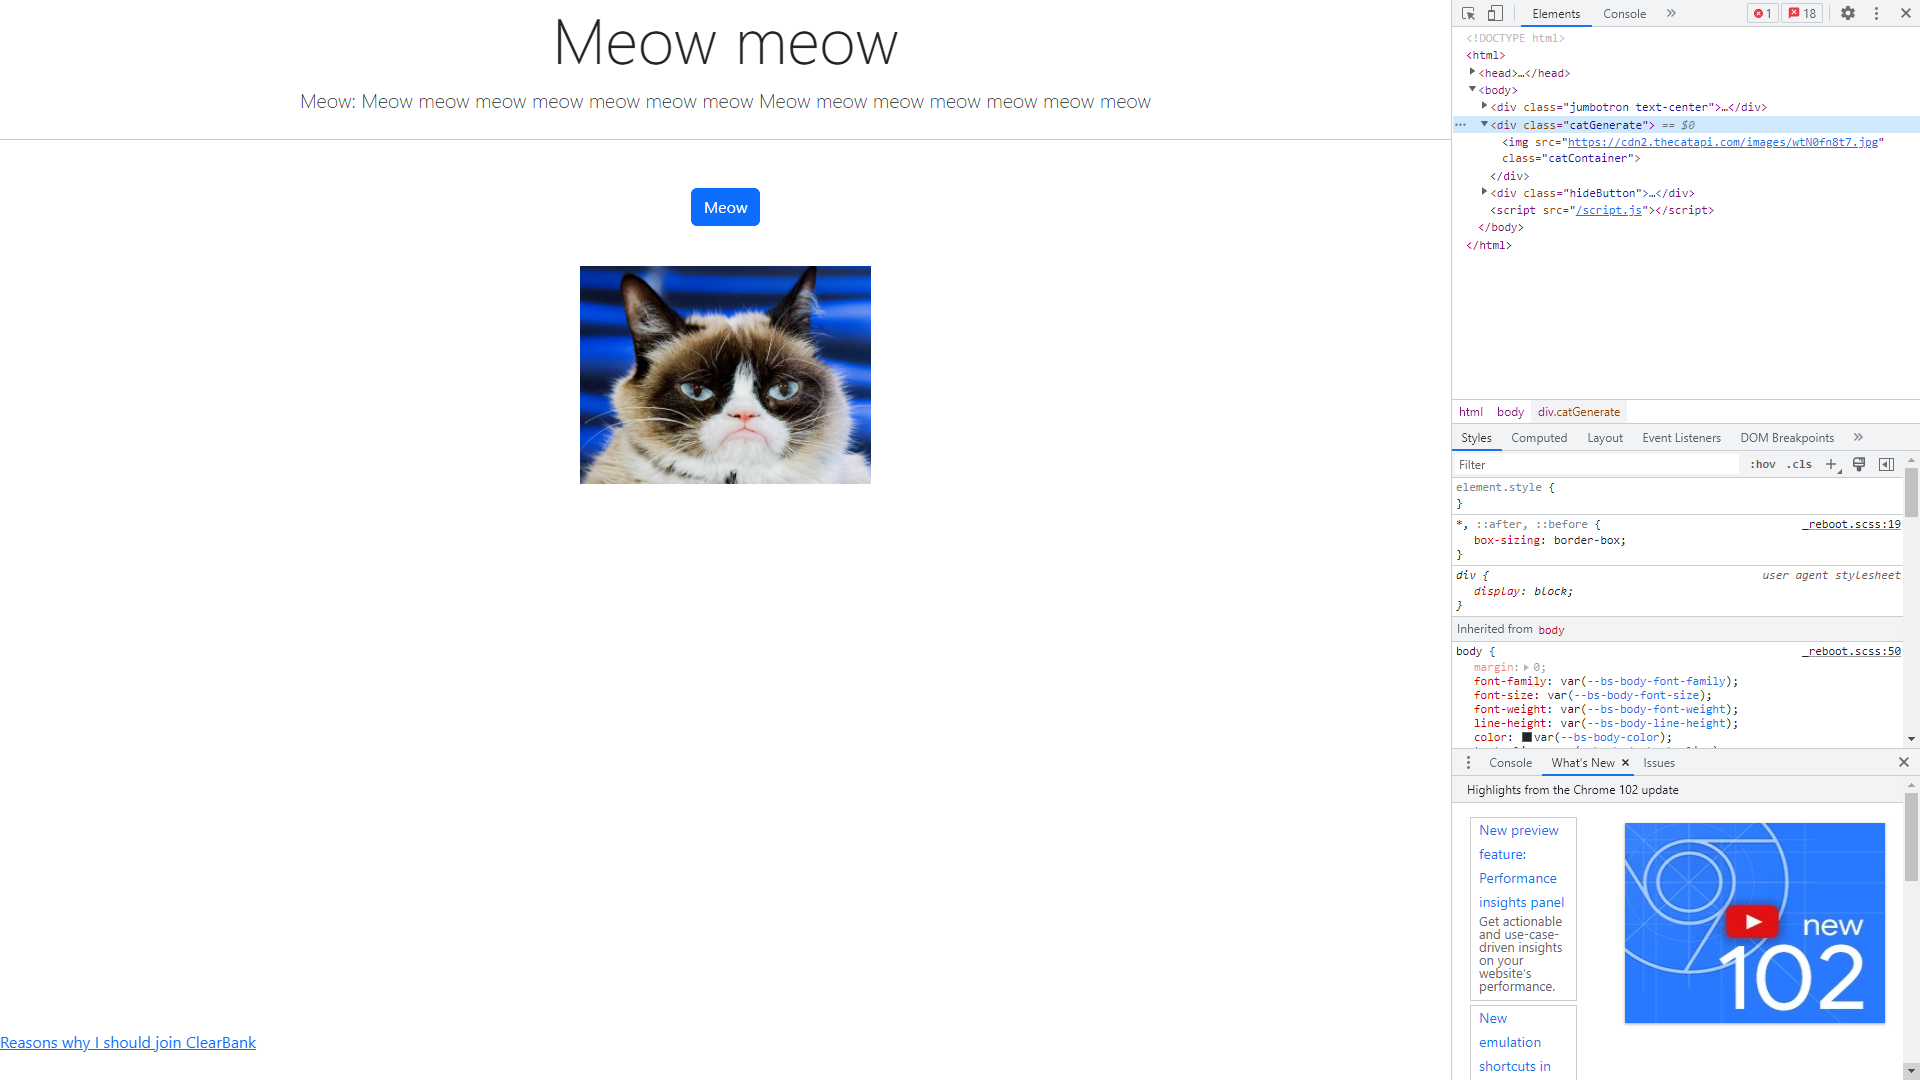 Meow meow
Meow: Meow meow meow meow meow meow meow Meow meow meow meow meow meow meow
Meow
Reasons why I should join ClearBank
Elements Console » 1 18
<!DOCTYPE html>
<html>
<head>…</head>
<body>
<div class="jumbotron text-center">…</div>
<div class="catGenerate"> == $0
<img src="https://cdn2.thecatapi.com/images/wtN0fn8t7.jpg"
class="catContainer">
</div>
<div class="hideButton">…</div>
<script src="/script.js"></script>
</body>
</html>
html body div.catGenerate
Styles Computed Layout Event Listeners DOM Breakpoints »
Filter :hov .cls +
element.style {
}
*, ::after, ::before { _reboot.scss:19
box-sizing: border-box;
}
div { user agent stylesheet
display: block;
}
Inherited from body
body { _reboot.scss:50
margin: 0;
font-family: var(--bs-body-font-family);
font-size: var(--bs-body-font-size);
font-weight: var(--bs-body-font-weight);
line-height: var(--bs-body-line-height);
color: var(--bs-body-color);
Console What's New Issues
Highlights from the Chrome 102 update
New preview
feature:
Performance
insights panel
Get actionable
and use-case-
driven insights
on your
website's
performance.
New
emulation
shortcuts in
new
102